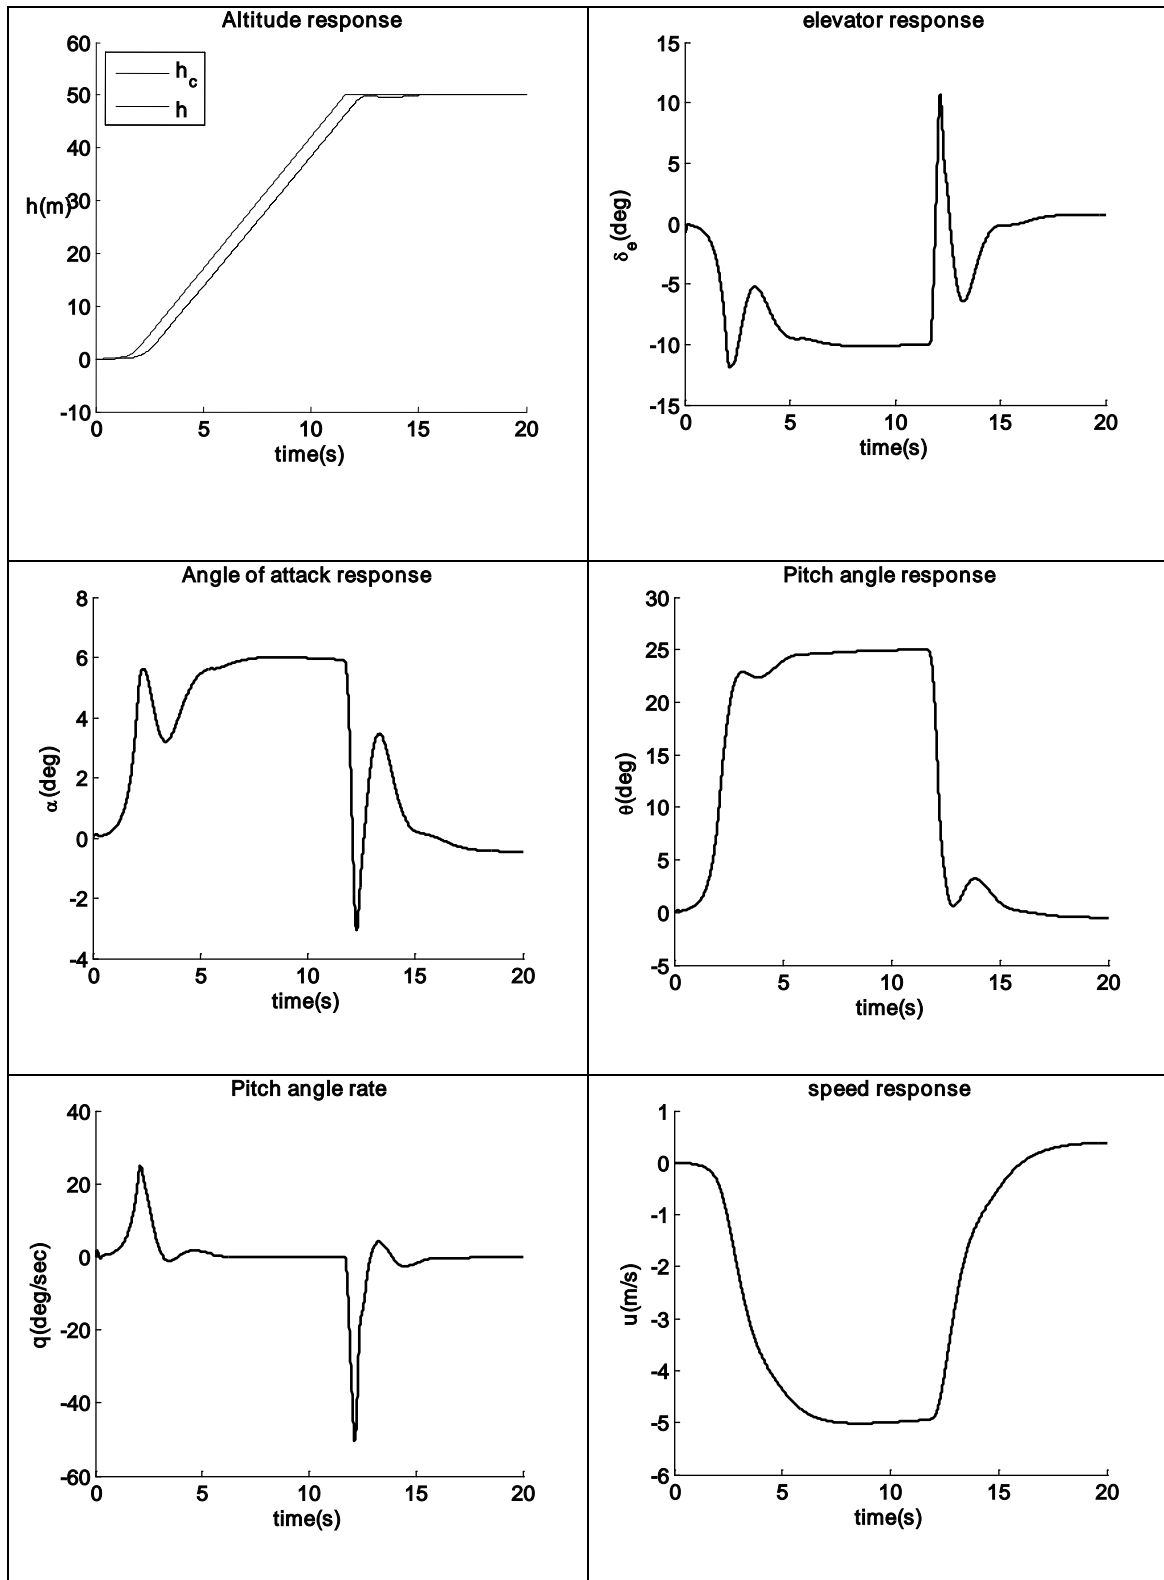 Altitude response
60
50
40
30
20
10
0
-10
h(m)
h_c
h
0 5 10 15 20
time(s)
elevator response
15
10
5
0
-5
-10
-15
δ_e(deg)
0 5 10 15 20
time(s)
Angle of attack response
8
6
4
2
0
-2
-4
α(deg)
0 5 10 15 20
time(s)
Pitch angle response
30
25
20
15
10
5
0
-5
θ(deg)
0 5 10 15 20
time(s)
Pitch angle rate
40
20
0
-20
-40
-60
q(deg/sec)
0 5 10 15 20
time(s)
speed response
1
0
-1
-2
-3
-4
-5
-6
u(m/s)
0 5 10 15 20
time(s)